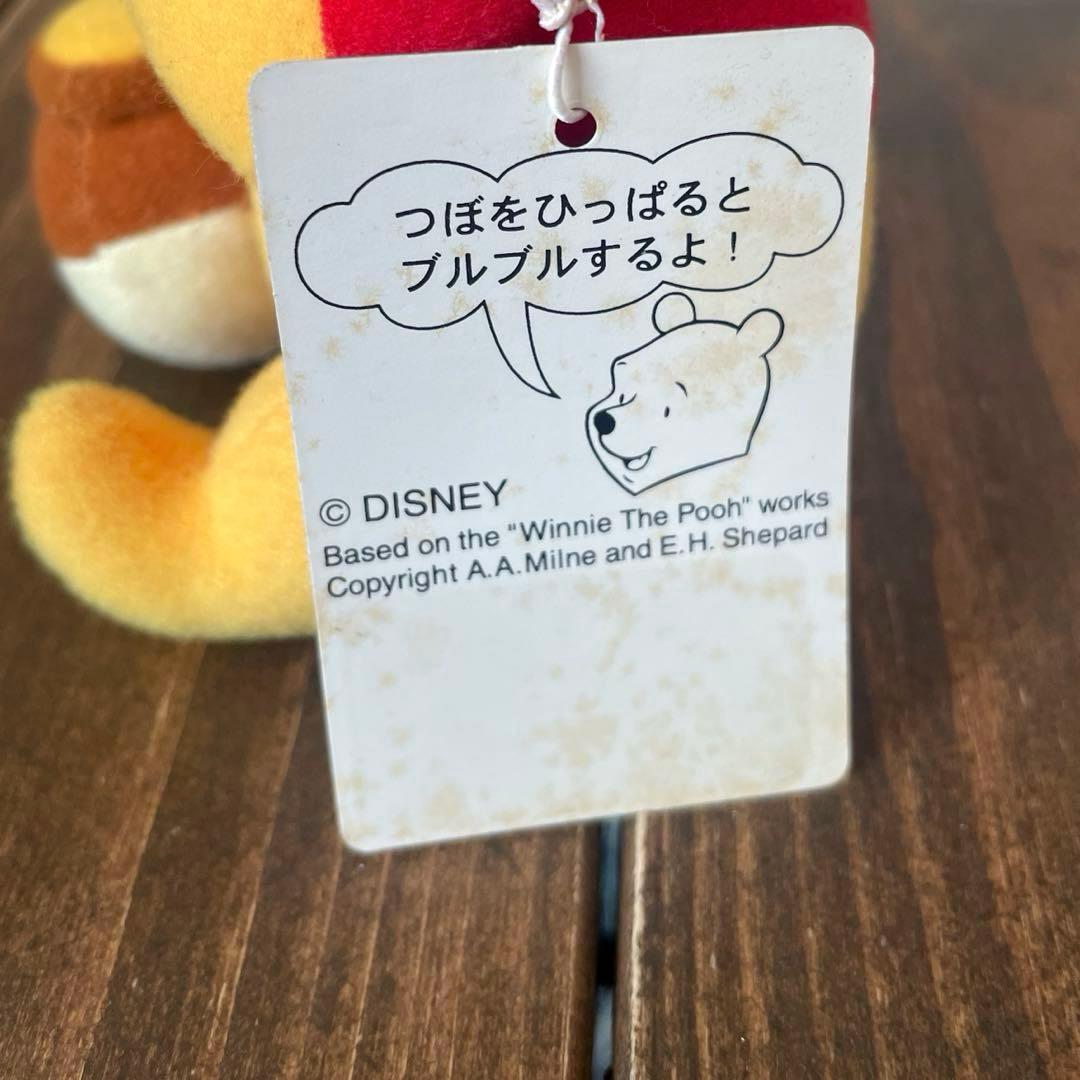 つぼをひっぱると
ブルブルするよ！
© DISNEY
Based on the "Winnie The Pooh" works
Copyright A.A.Milne and E.H. Shepard